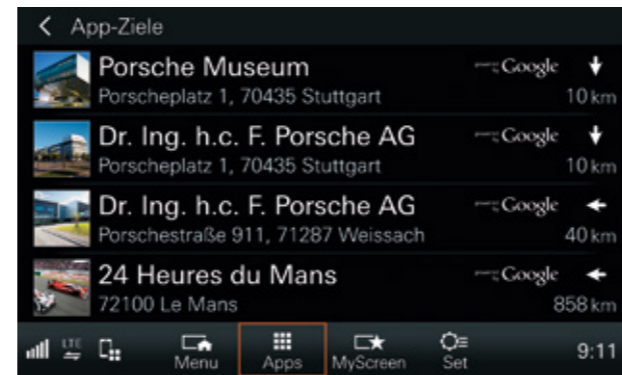 App-Ziele
Porsche Museum Google
Porscheplatz 1, 70435 Stuttgart 10 km
Dr. Ing. h.c. F. Porsche AG Google
Porscheplatz 1, 70435 Stuttgart 10 km
Dr. Ing. h.c. F. Porsche AG Google
Porschestraße 911, 71287 Weissach 40 km
24 Heures du Mans Google
72100 Le Mans 858 km
LTE Menu Apps MyScreen Set 9:11